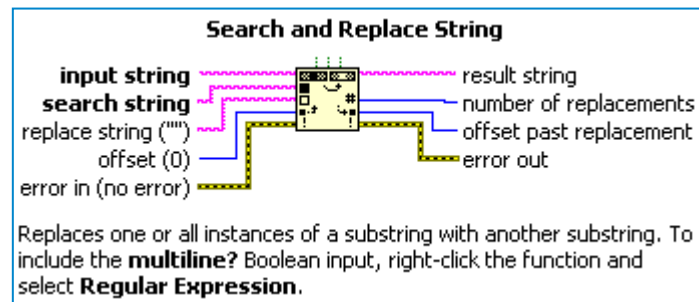 Search and Replace String
input string
search string
replace string ("")
offset (0)
error in (no error)
result string
number of replacements
offset past replacement
error out
Replaces one or all instances of a substring with another substring. To
include the multiline? Boolean input, right-click the function and
select Regular Expression.